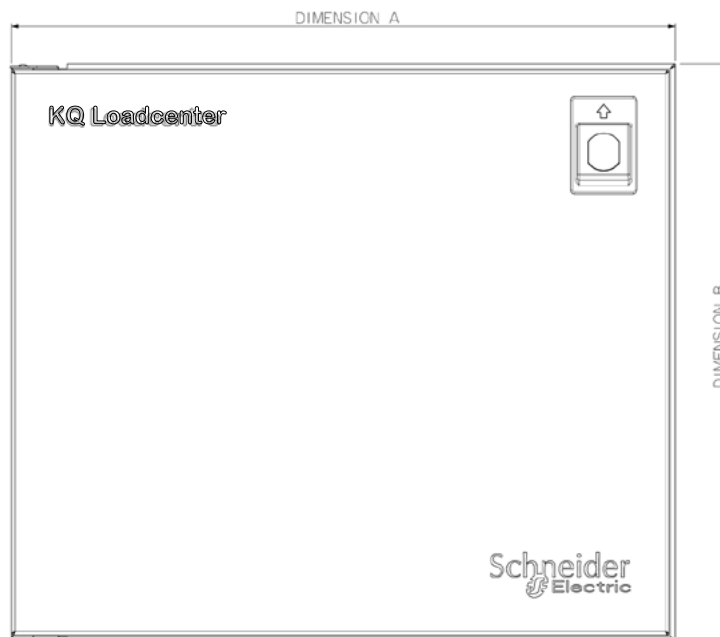 DIMENSION A
KQ Loadcenter
DIMENSION B
Schneider
Electric